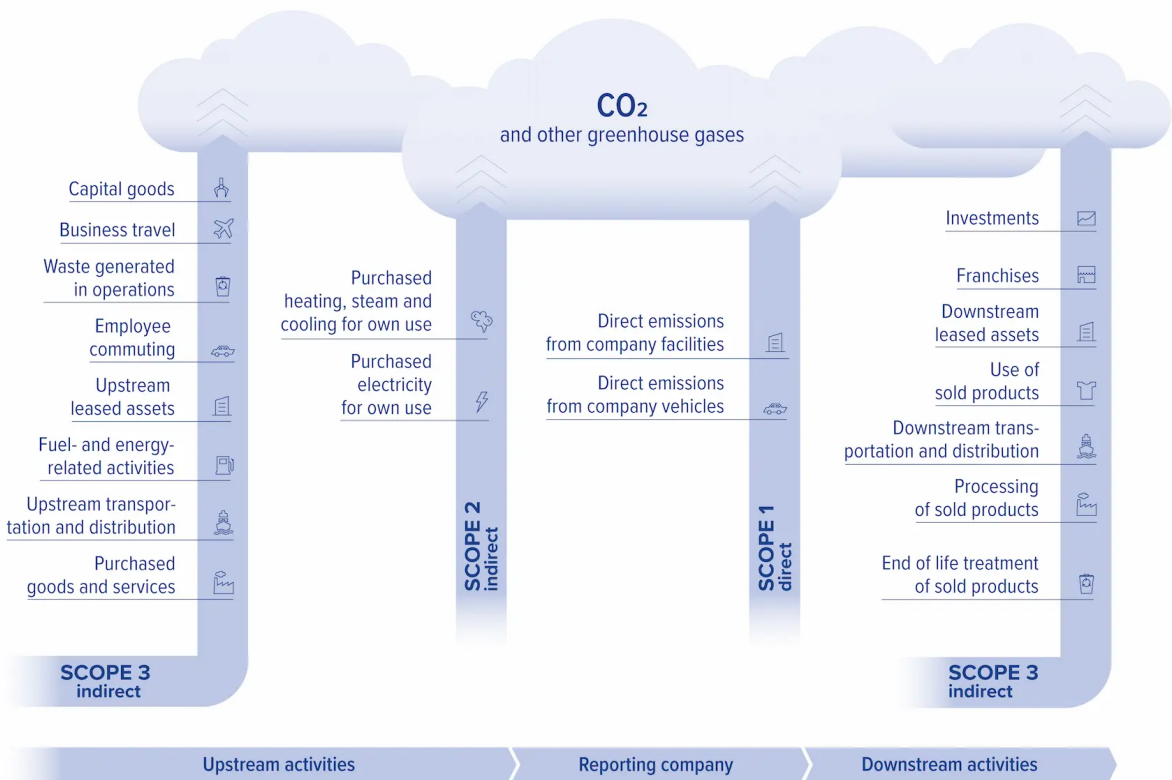 CO2
and other greenhouse gases
Capital goods
Business travel
Waste generated
in operations
Employee
commuting
Upstream
leased assets
Fuel- and energy-
related activities
Upstream transpor-
tation and distribution
Purchased
goods and services
SCOPE 3
indirect
Purchased
heating, steam and
cooling for own use
Purchased
electricity
for own use
SCOPE 2
indirect
Direct emissions
from company facilities
Direct emissions
from company vehicles
SCOPE 1
direct
Investments
Franchises
Downstream
leased assets
Use of
sold products
Downstream trans-
portation and distribution
Processing
of sold products
End of life treatment
of sold products
SCOPE 3
indirect
Upstream activities
Reporting company
Downstream activities